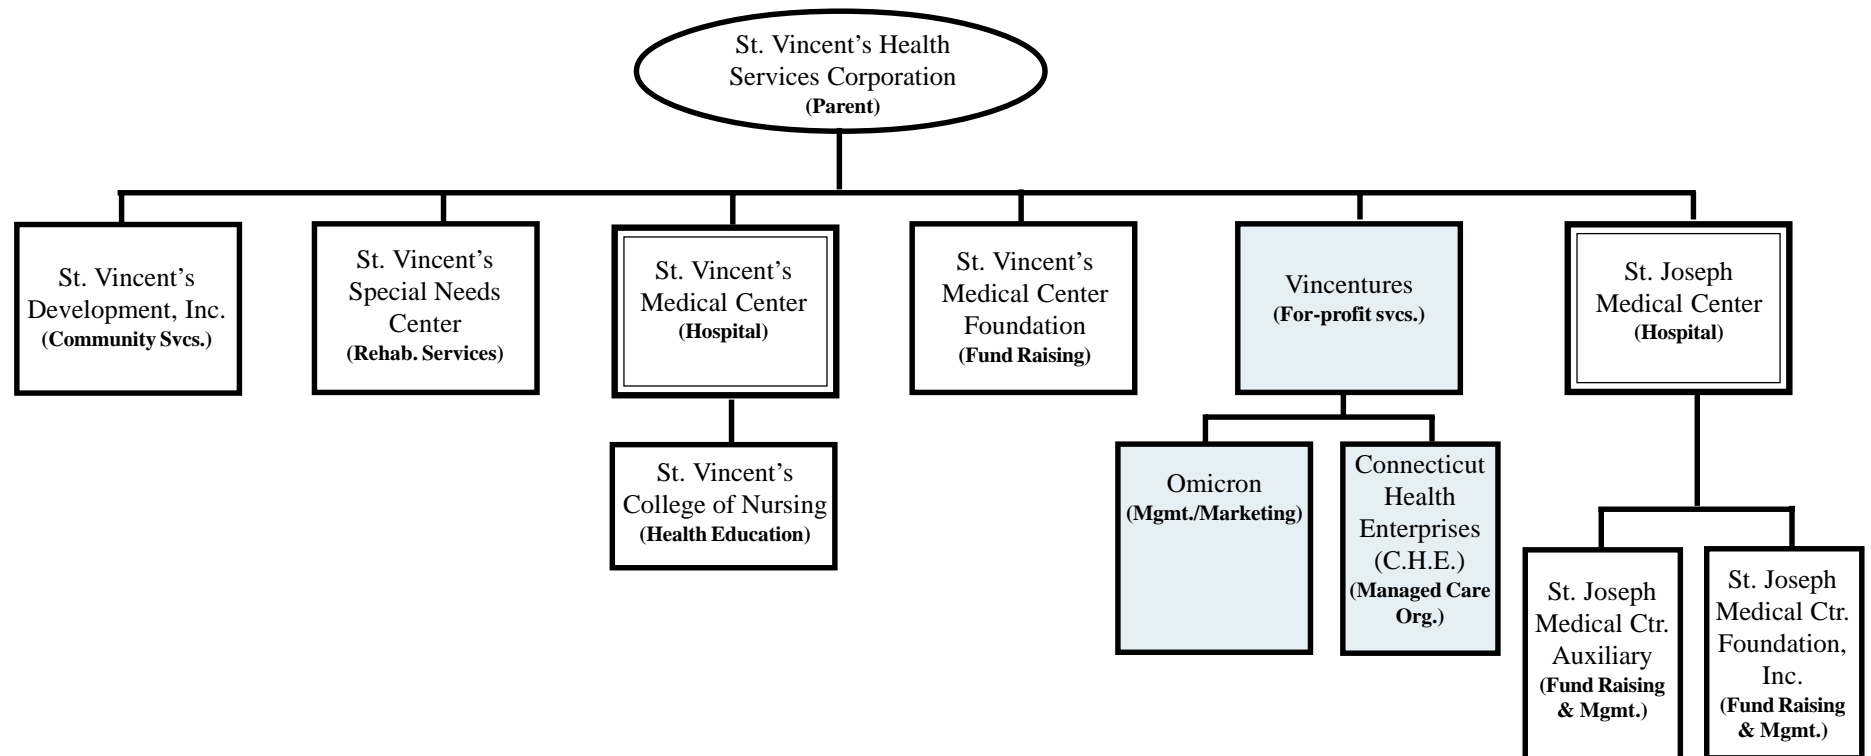 St. Vincent’s Health
Services Corporation
(Parent)
St. Vincent’s
Development, Inc.
(Community Svcs.)
St. Vincent’s
Special Needs
Center
(Rehab. Services)
St. Vincent’s
Medical Center
(Hospital)
St. Vincent’s
Medical Center
Foundation
(Fund Raising)
Vincentures
(For-profit svcs.)
St. Joseph
Medical Center
(Hospital)
St. Vincent’s
College of Nursing
(Health Education)
Omicron
(Mgmt./Marketing)
Connecticut
Health
Enterprises
(C.H.E.)
(Managed Care
Org.)
St. Joseph
Medical Ctr.
Auxiliary
(Fund Raising
& Mgmt.)
St. Joseph
Medical Ctr.
Foundation,
Inc.
(Fund Raising
& Mgmt.)